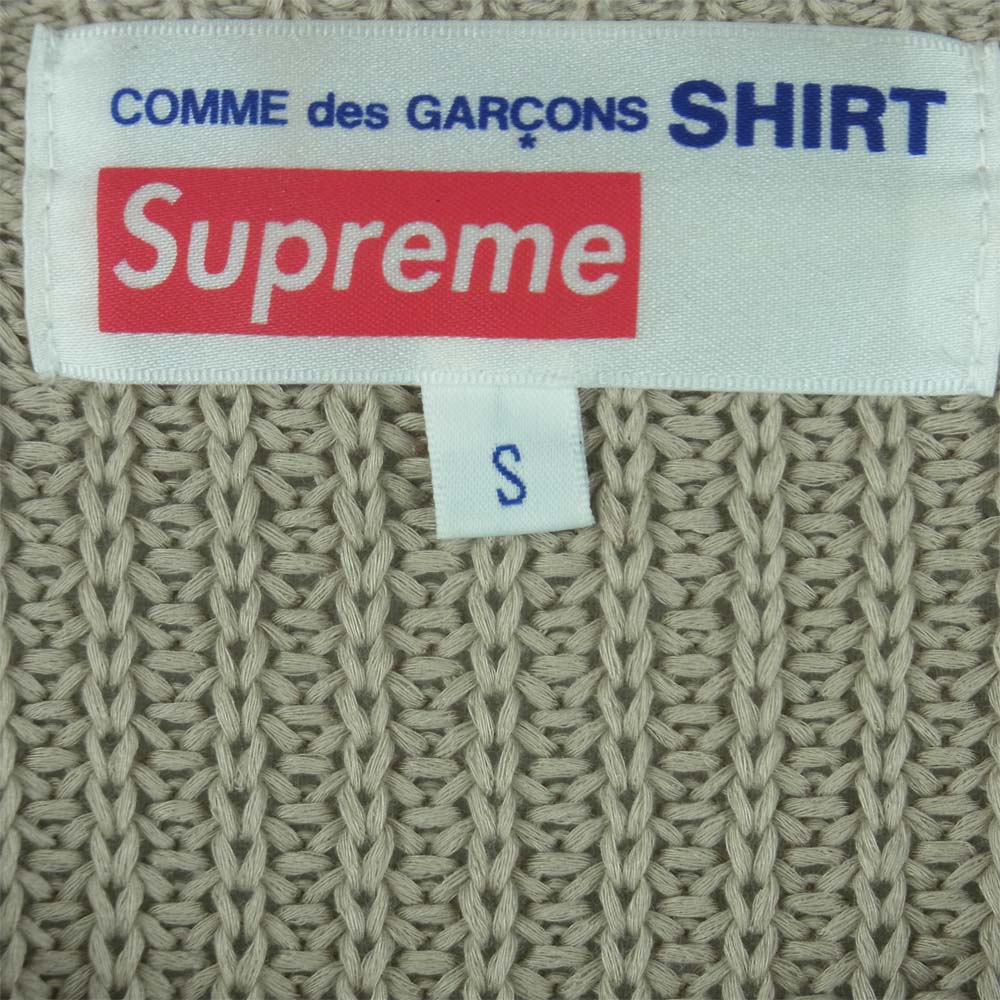 COMME des GARÇONS SHIRT
*
Supreme
S